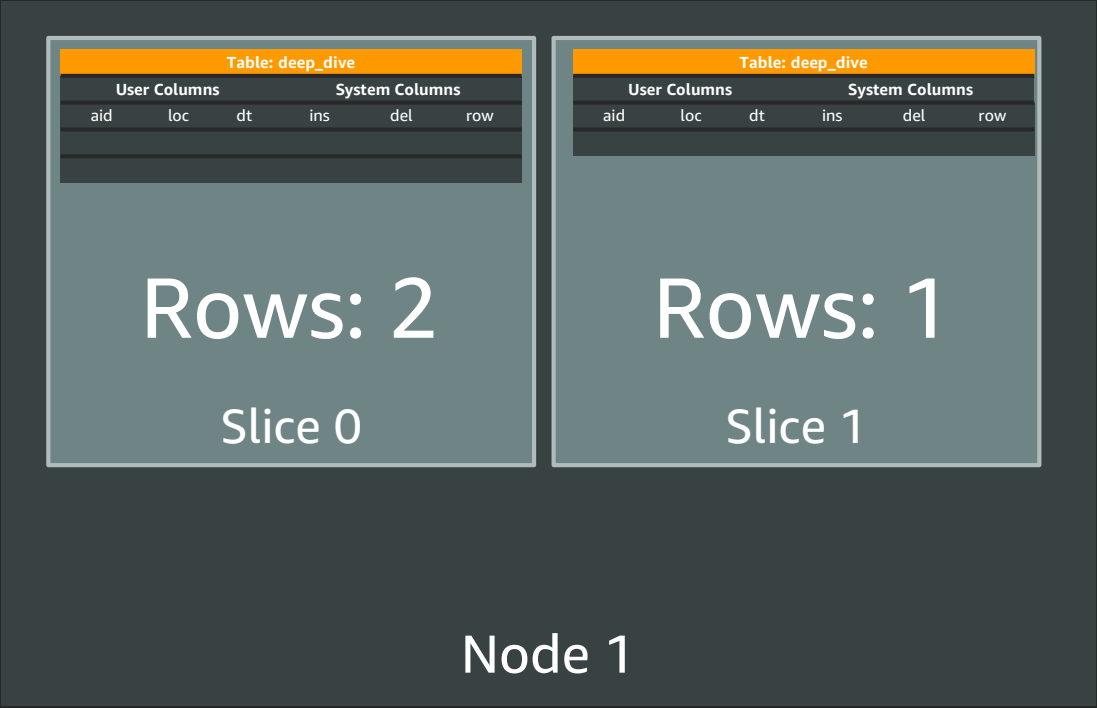 Table: deep_dive
User Columns System Columns
aid loc dt ins del row
Rows: 2
Slice 0
Table: deep_dive
User Columns System Columns
aid loc dt ins del row
Rows: 1
Slice 1
Node 1